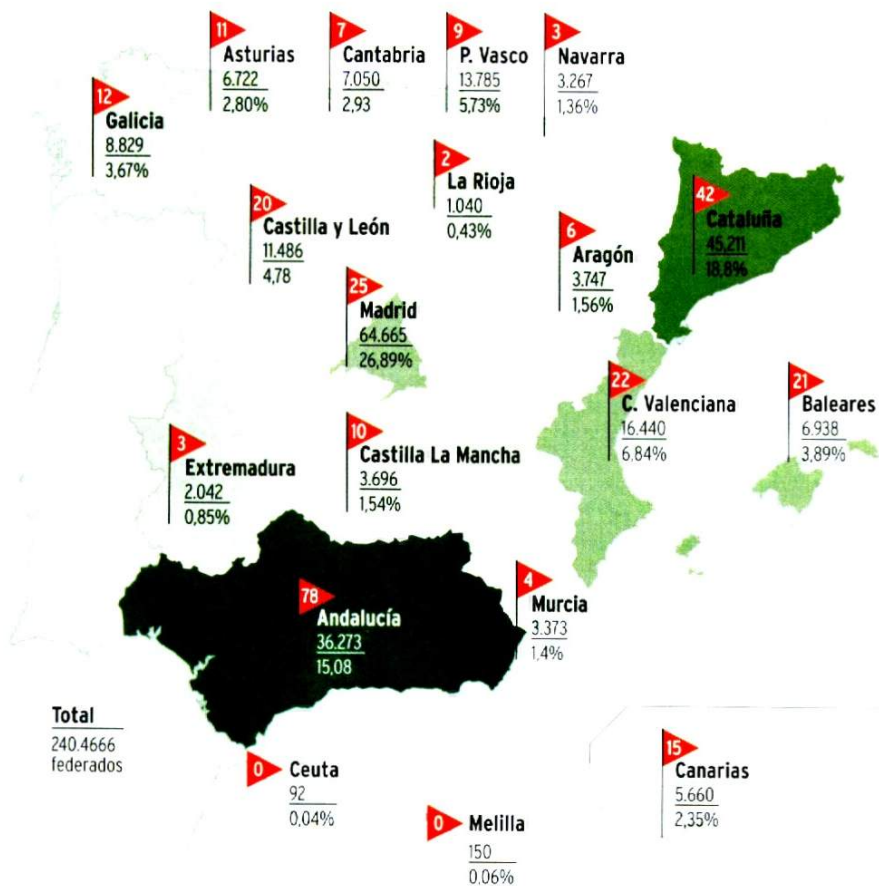 11
Asturias
6.722
2,80%
7
Cantabria
7.050
2,93
9
P. Vasco
13.785
5,73%
3
Navarra
3.267
1,36%
12
Galicia
8.829
3,67%
2
La Rioja
1.040
0,43%
42
Cataluña
45,211
18,8%
20
Castilla y León
11.486
4,78
6
Aragón
3.747
1,56%
25
Madrid
64.665
26,89%
22
C. Valenciana
16.440
6,84%
21
Baleares
6.938
3,89%
3
Extremadura
2.042
0,85%
10
Castilla La Mancha
3.696
1,54%
78
Andalucía
36.273
15,08
4
Murcia
3.373
1,4%
Total
240.4666
federados
0
Ceuta
92
0,04%
15
Canarias
5.660
2,35%
0
Melilla
150
0,06%